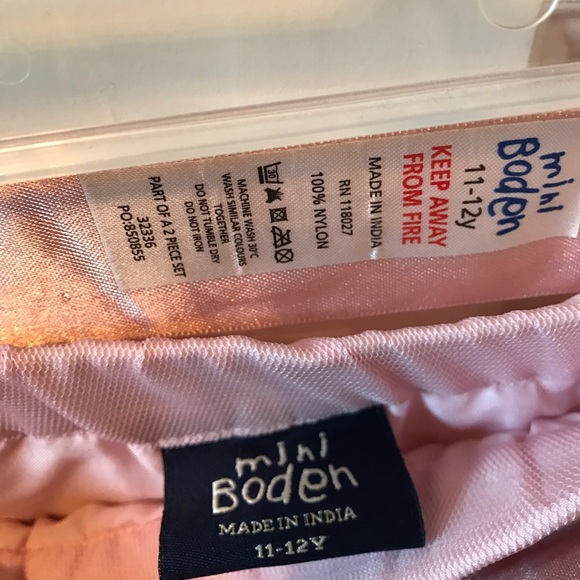 mini
Boden
11-12y
KEEP AWAY
FROM FIRE
MADE IN INDIA
RN 118027
100% NYLON
30
MACHINE WASH 30°C
WASH SIMILAR COLOURS
TOGETHER
DO NOT TUMBLE DRY
DO NOT IRON
PART OF A 2 PIECE SET
32236
PO:850855
mini
Boden
MADE IN INDIA
11-12Y